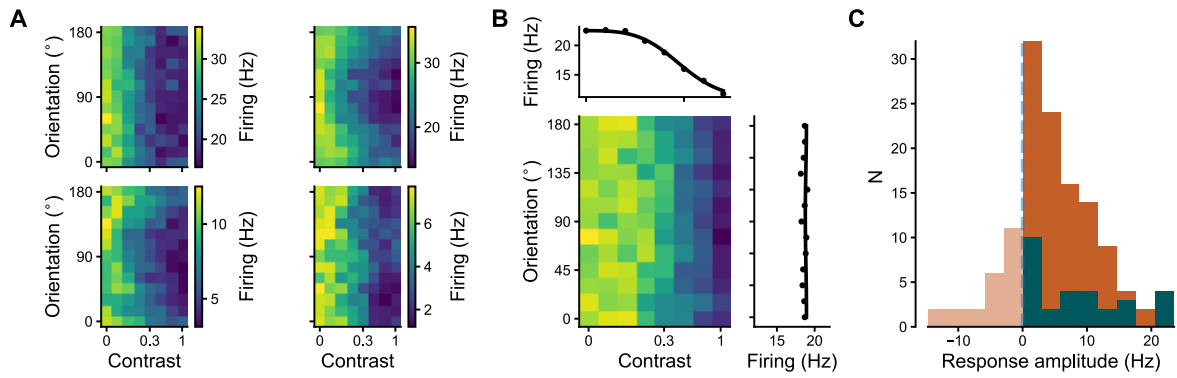 A
B
C
180
90
0
Orientation (°)
30
20
Firing (Hz)
30
20
Firing (Hz)
180
90
0
Orientation (°)
0
0.3
1
Contrast
10
5
Firing (Hz)
0
0.3
1
Contrast
6
4
2
Firing (Hz)
Firing (Hz)
20
15
180
135
90
45
0
Orientation (°)
0
0.3
1
Contrast
15
20
Firing (Hz)
N
30
25
20
15
10
5
0
−10
0
10
20
Response amplitude (Hz)